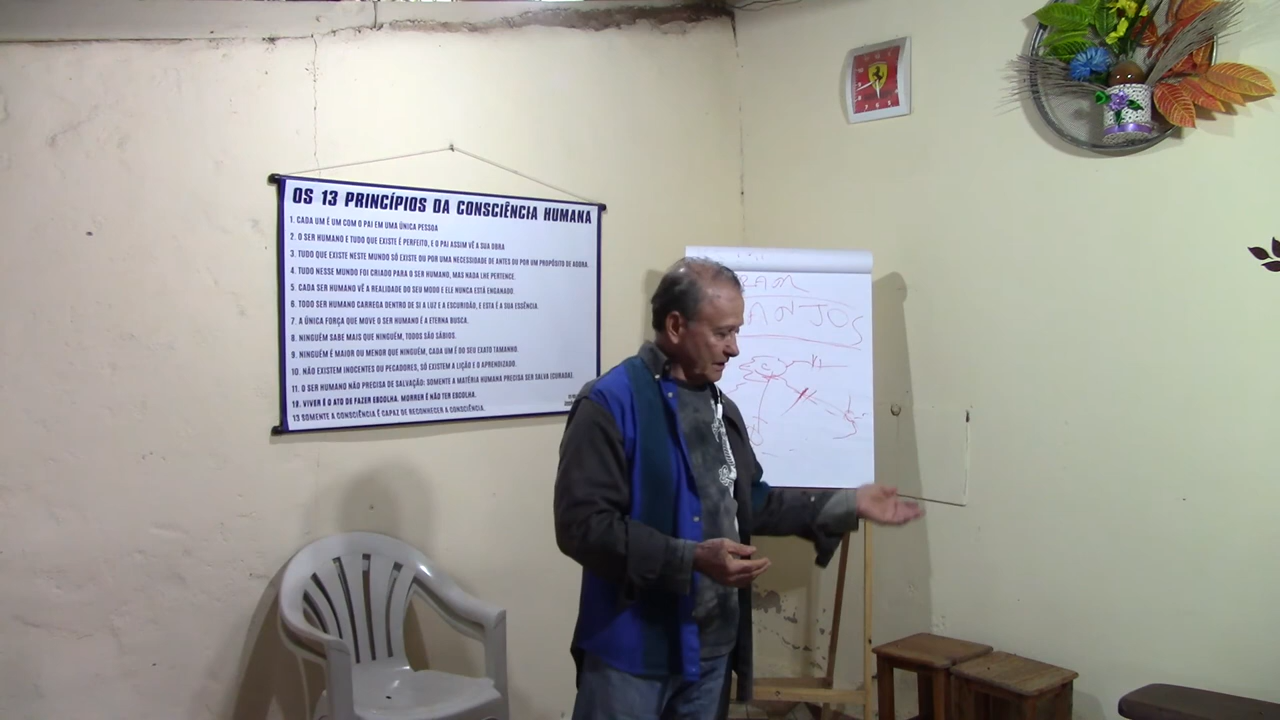 OS 13 PRINCÍPIOS DA CONSCIÊNCIA HUMANA
1. CADA UM É UM COM O PAI EM UMA ÚNICA PESSOA
2. O SER HUMANO E TUDO QUE EXISTE É PERFEITO, E O PAI ASSIM VÊ A SUA OBRA
3. TUDO QUE EXISTE NESTE MUNDO SÓ EXISTE OU POR UMA NECESSIDADE DE ANTES OU POR UM PROPÓSITO DE AGORA.
4. TUDO NESSE MUNDO FOI CRIADO PARA O SER HUMANO, MAS NADA LHE PERTENCE.
5. CADA SER HUMANO VÊ A REALIDADE DO SEU MODO E ELE NUNCA ESTÁ ENGANADO.
6. TODO SER HUMANO CARREGA DENTRO DE SI A LUZ E A ESCURIDÃO, E ESTA É A SUA ESSÊNCIA.
7. A ÚNICA FORÇA QUE MOVE O SER HUMANO É A ETERNA BUSCA.
8. NINGUÉM SABE MAIS QUE NINGUÉM, TODOS SÃO SÁBIOS.
9. NINGUÉM É MAIOR OU MENOR QUE NINGUÉM, CADA UM É DO SEU EXATO TAMANHO.
10. NÃO EXISTEM INOCENTES OU PECADORES, SÓ EXISTEM A LIÇÃO E O APRENDIZADO.
11. O SER HUMANO NÃO PRECISA DE SALVAÇÃO: SOMENTE A MATÉRIA HUMANA PRECISA SER SALVA (CURADA).
12. VIVER É O ATO DE FAZER ESCOLHA. MORRER É NÃO TER ESCOLHA.
13 SOMENTE A CONSCIÊNCIA É CAPAZ DE RECONHECER A CONSCIÊNCIA.